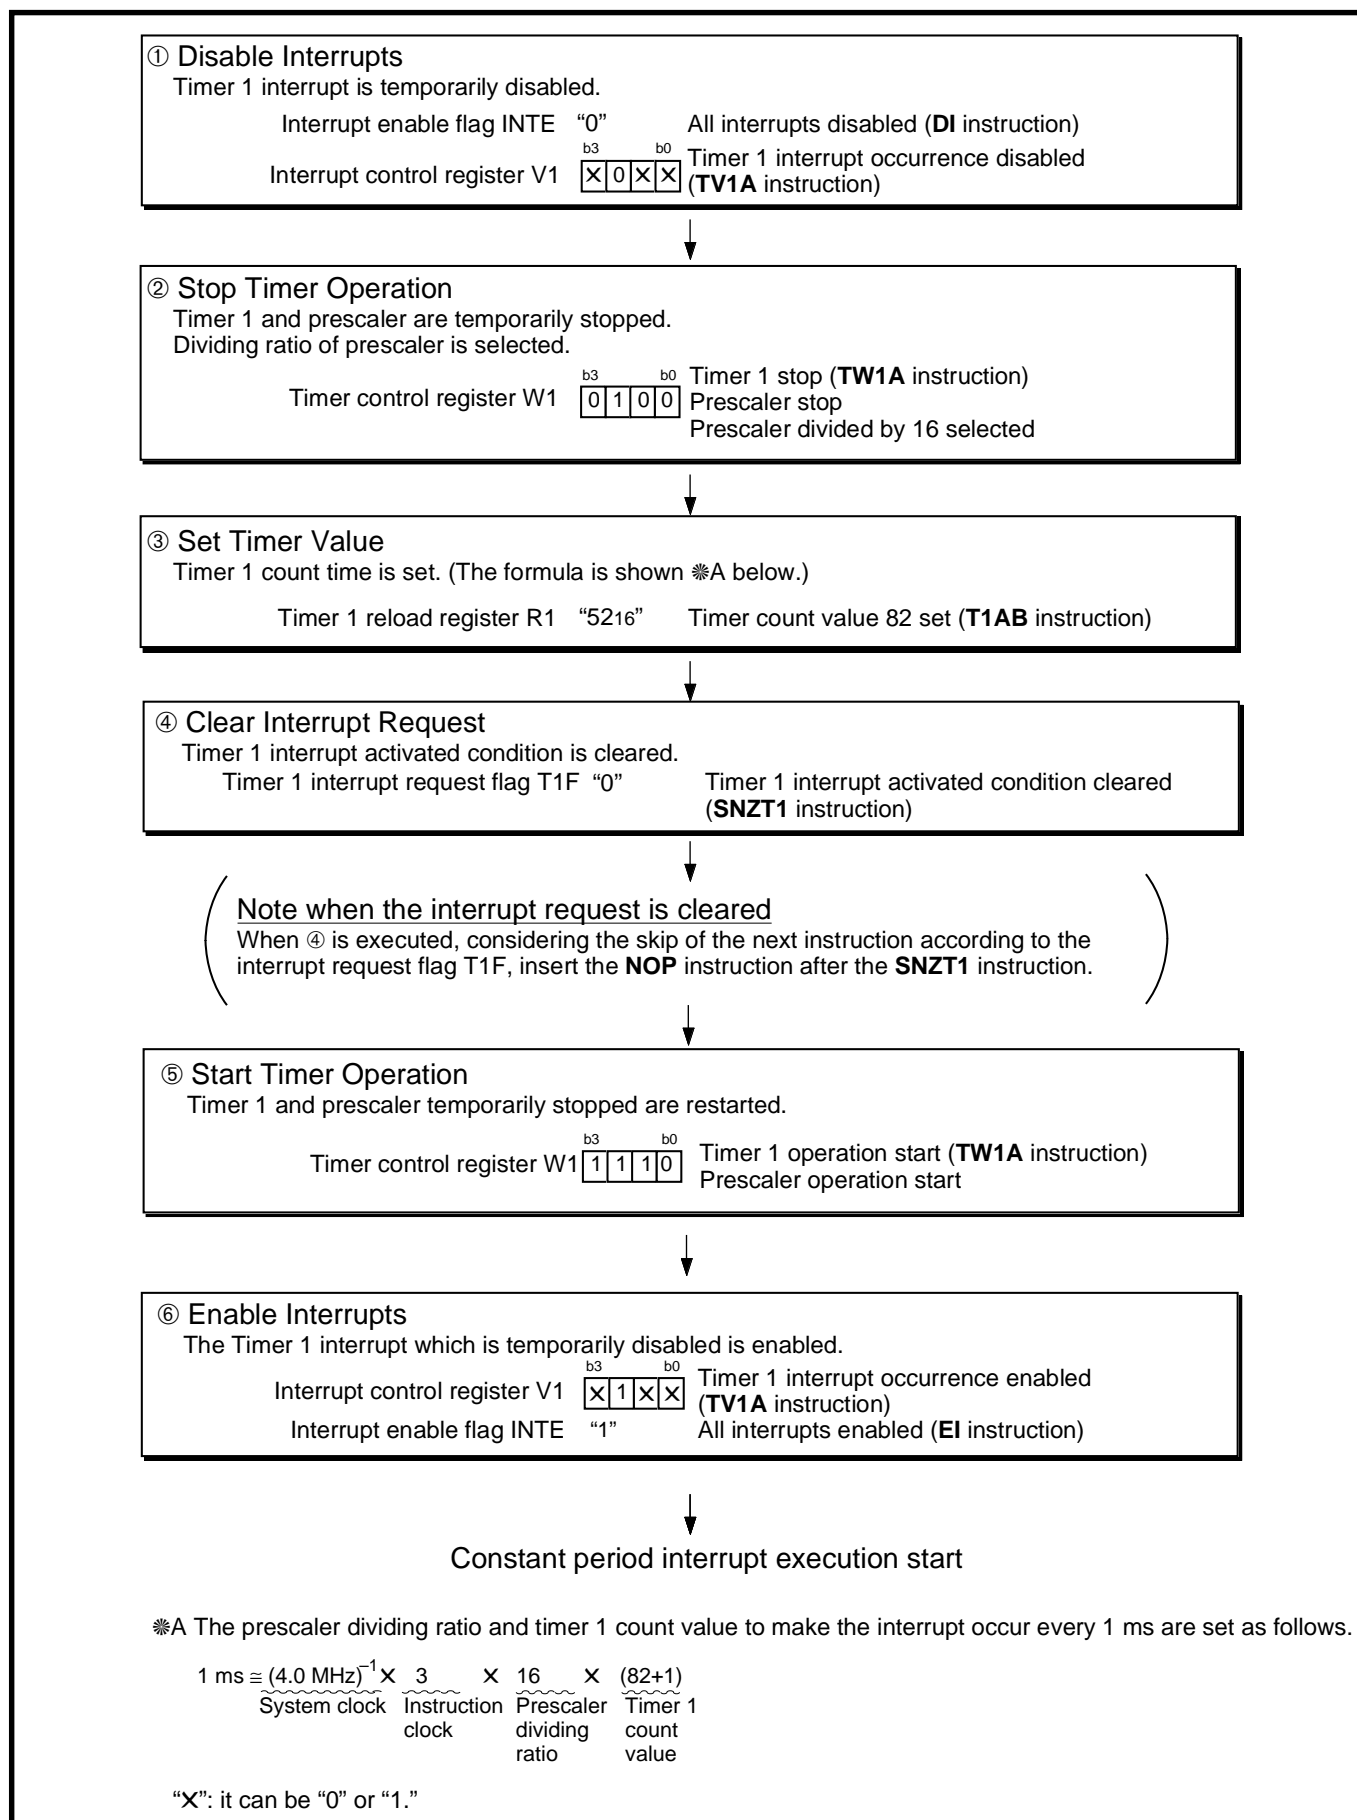 ① Disable Interrupts
Timer 1 interrupt is temporarily disabled.
Interrupt enable flag INTE “0” All interrupts disabled (DI instruction)
b3 b0
Interrupt control register V1 ✕ 0 ✕ ✕ Timer 1 interrupt occurrence disabled
(TV1A instruction)
② Stop Timer Operation
Timer 1 and prescaler are temporarily stopped.
Dividing ratio of prescaler is selected.
b3 b0
Timer control register W1 0 1 0 0 Timer 1 stop (TW1A instruction)
Prescaler stop
Prescaler divided by 16 selected
③ Set Timer Value
Timer 1 count time is set. (The formula is shown ❊A below.)
Timer 1 reload register R1 “5216” Timer count value 82 set (T1AB instruction)
④ Clear Interrupt Request
Timer 1 interrupt activated condition is cleared.
Timer 1 interrupt request flag T1F “0” Timer 1 interrupt activated condition cleared
(SNZT1 instruction)
Note when the interrupt request is cleared
When ④ is executed, considering the skip of the next instruction according to the
interrupt request flag T1F, insert the NOP instruction after the SNZT1 instruction.
⑤ Start Timer Operation
Timer 1 and prescaler temporarily stopped are restarted.
b3 b0
Timer control register W1 1 1 1 0 Timer 1 operation start (TW1A instruction)
Prescaler operation start
⑥ Enable Interrupts
The Timer 1 interrupt which is temporarily disabled is enabled.
b3 b0
Interrupt control register V1 ✕ 1 ✕ ✕ Timer 1 interrupt occurrence enabled
(TV1A instruction)
Interrupt enable flag INTE “1” All interrupts enabled (EI instruction)
Constant period interrupt execution start
❊A The prescaler dividing ratio and timer 1 count value to make the interrupt occur every 1 ms are set as follows.
1 ms ≅ (4.0 MHz)–1 ✕ 3 ✕ 16 ✕ (82+1)
System clock Instruction Prescaler Timer 1
clock dividing count
ratio value
“✕”: it can be “0” or “1.”